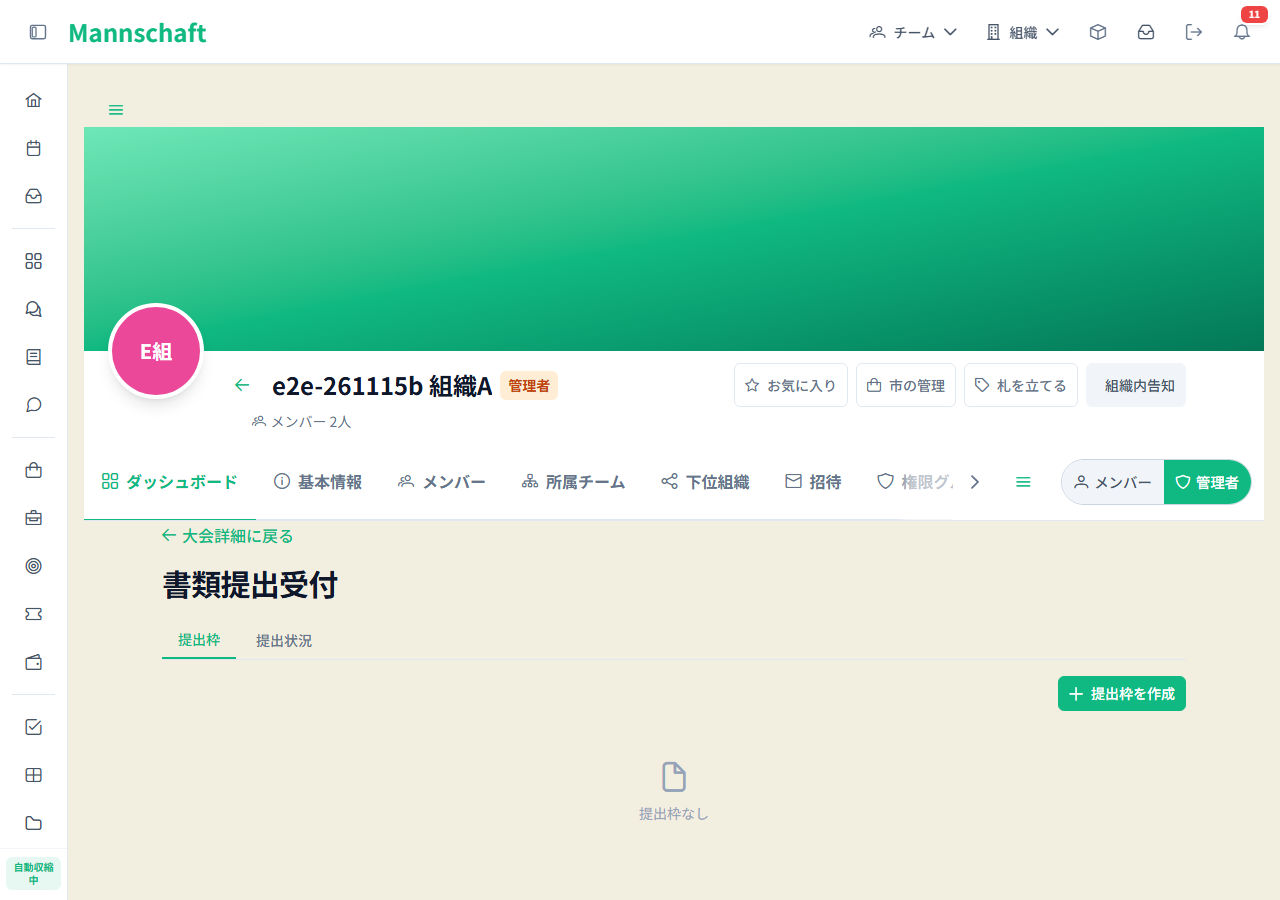 Mannschaft
チーム
組織
11
E組
e2e-261115b 組織A
管理者
お気に入り
市の管理
札を立てる
組織内告知
メンバー 2人
ダッシュボード
基本情報
メンバー
所属チーム
下位組織
招待
権限グ
メンバー
管理者
大会詳細に戻る
書類提出受付
提出枠
提出状況
提出枠を作成
提出枠なし
自動収縮
中